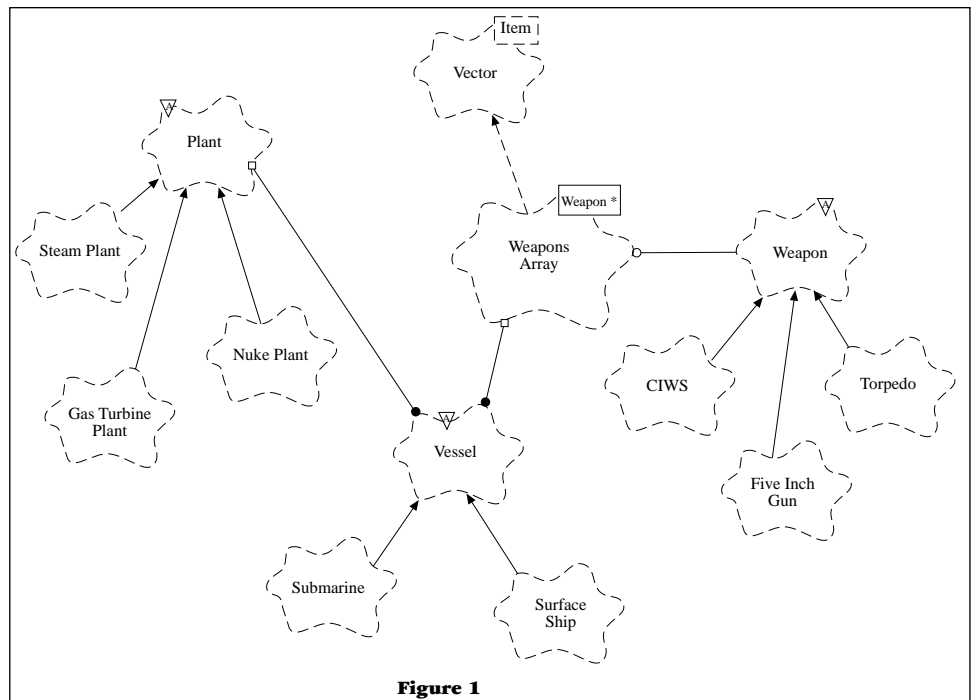 Item
Vector
A
Plant
Weapon *
A
Steam Plant
Weapons
Array
Weapon
Nuke Plant
CIWS
Torpedo
Gas Turbine
Plant
A
Vessel
Five Inch
Gun
Submarine
Surface
Ship
Figure 1